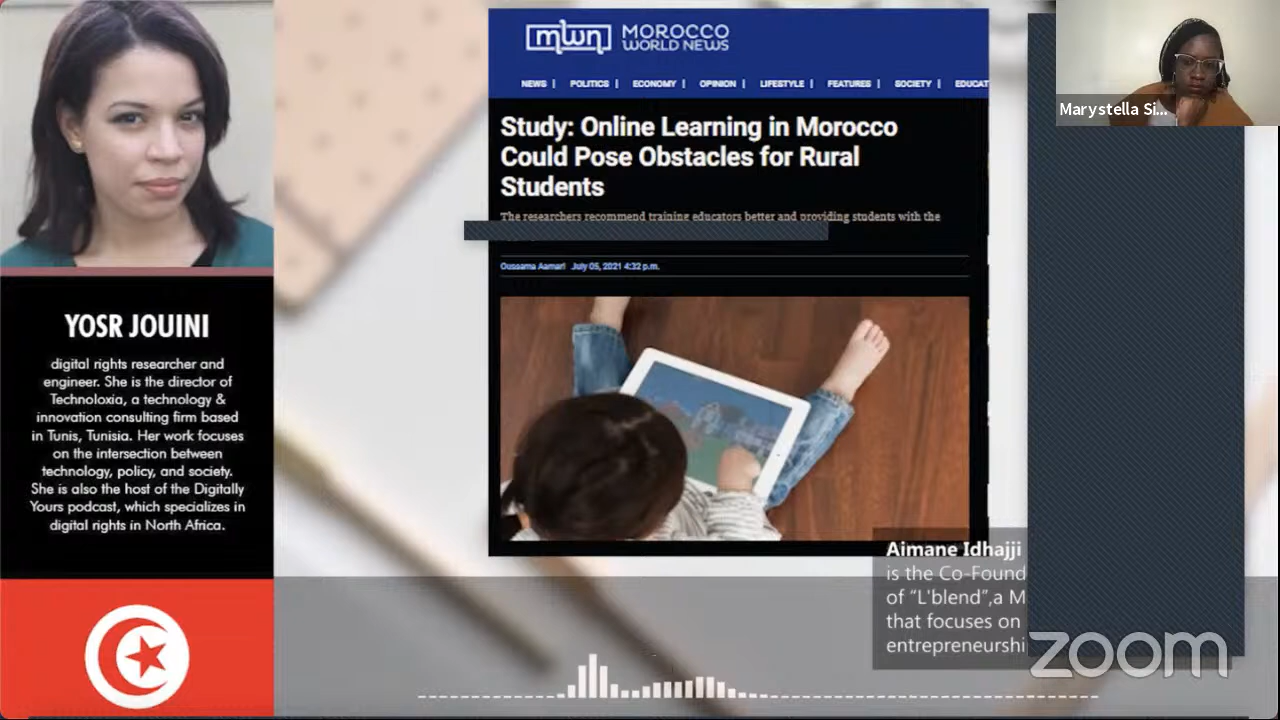 YOSR JOUINI
digital rights researcher and
engineer. She is the director of
Technoloxia, a technology &
innovation consulting firm based
in Tunis, Tunisia. Her work focuses
on the intersection between
technology, policy, and society.
She is also the host of the Digitally
Yours podcast, which specializes in
digital rights in North Africa.
mwn MOROCCO
WORLD NEWS
NEWS | POLITICS | ECONOMY | OPINION | LIFESTYLE | FEATURES | SOCIETY | EDUCAT
Study: Online Learning in Morocco
Could Pose Obstacles for Rural
Students
The researchers recommend training educators better and providing students with the
Oussama Aamari July 05, 2021 4:32 p.m.
Aimane Idhajji
is the Co-Found
of "L'blend",a M
that focuses on
entrepreneurshi
Marystella Si...
zoom